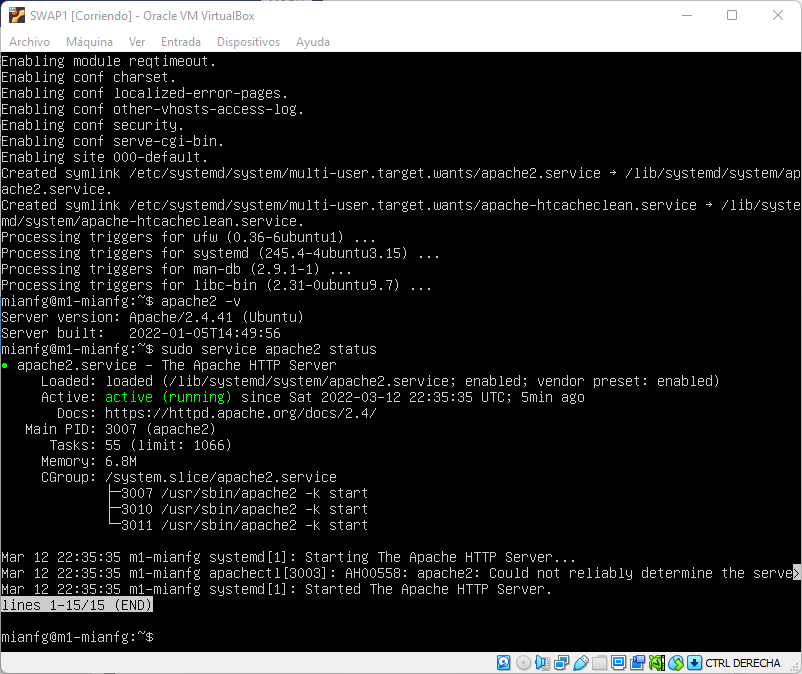 SWAP1 [Corriendo] - Oracle VM VirtualBox
Archivo Máquina Ver Entrada Dispositivos Ayuda
Enabling module reqtimeout.
Enabling conf charset.
Enabling conf localized-error-pages.
Enabling conf other-vhosts-access-log.
Enabling conf security.
Enabling conf serve-cgi-bin.
Enabling site 000-default.
Created symlink /etc/systemd/system/multi-user.target.wants/apache2.service → /lib/systemd/system/ap
ache2.service.
Created symlink /etc/systemd/system/multi-user.target.wants/apache-htcacheclean.service → /lib/syste
md/system/apache-htcacheclean.service.
Processing triggers for ufw (0.36-6ubuntu1) ...
Processing triggers for systemd (245.4-4ubuntu3.15) ...
Processing triggers for man-db (2.9.1-1) ...
Processing triggers for libc-bin (2.31-0ubuntu9.7) ...
mianfg@m1-mianfg:~$ apache2 -v
Server version: Apache/2.4.41 (Ubuntu)
Server built:   2022-01-05T14:49:56
mianfg@m1-mianfg:~$ sudo service apache2 status
● apache2.service - The Apache HTTP Server
     Loaded: loaded (/lib/systemd/system/apache2.service; enabled; vendor preset: enabled)
     Active: active (running) since Sat 2022-03-12 22:35:35 UTC; 5min ago
       Docs: https://httpd.apache.org/docs/2.4/
   Main PID: 3007 (apache2)
      Tasks: 55 (limit: 1066)
     Memory: 6.8M
     CGroup: /system.slice/apache2.service
             ├─3007 /usr/sbin/apache2 -k start
             ├─3010 /usr/sbin/apache2 -k start
             └─3011 /usr/sbin/apache2 -k start
Mar 12 22:35:35 m1-mianfg systemd[1]: Starting The Apache HTTP Server...
Mar 12 22:35:35 m1-mianfg apachectl[3003]: AH00558: apache2: Could not reliably determine the serve>
Mar 12 22:35:35 m1-mianfg systemd[1]: Started The Apache HTTP Server.
lines 1-15/15 (END)
mianfg@m1-mianfg:~$
CTRL DERECHA